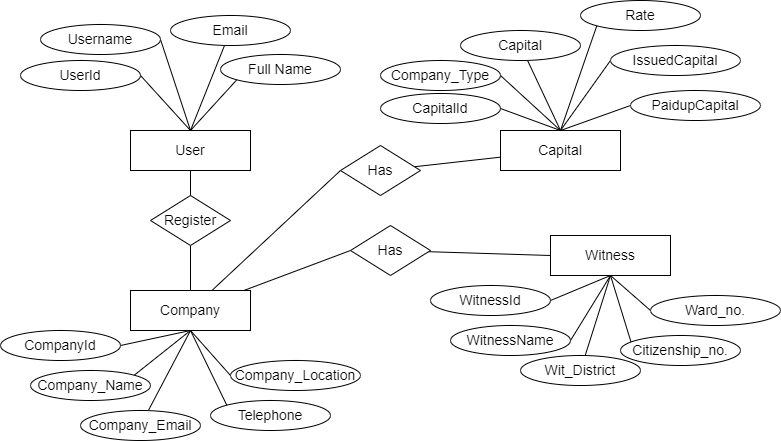 Rate
Email
Username
Capital
IssuedCapital
Full Name
UserId
Company_Type
CapitalId
PaidupCapital
User
Capital
Has
Register
Has
Witness
WitnessId
Company
Ward_no.
WitnessName
CompanyId
Citizenship_no.
Wit_District
Company_Location
Company_Name
Telephone
Company_Email